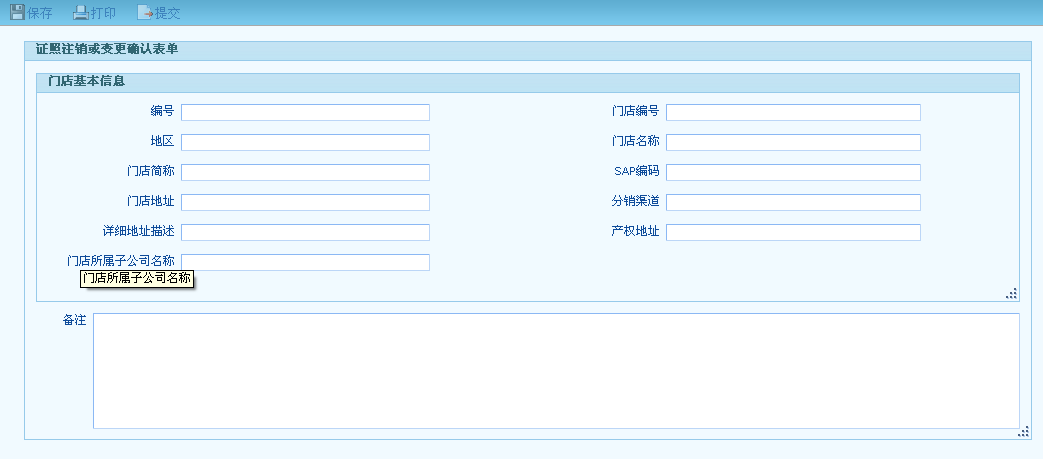 保存 打印 提交
证照注销或变更确认表单
门店基本信息
编号 门店编号
地区 门店名称
门店简称 SAP编码
门店地址 分销渠道
详细地址描述 产权地址
门店所属子公司名称
门店所属子公司名称
备注